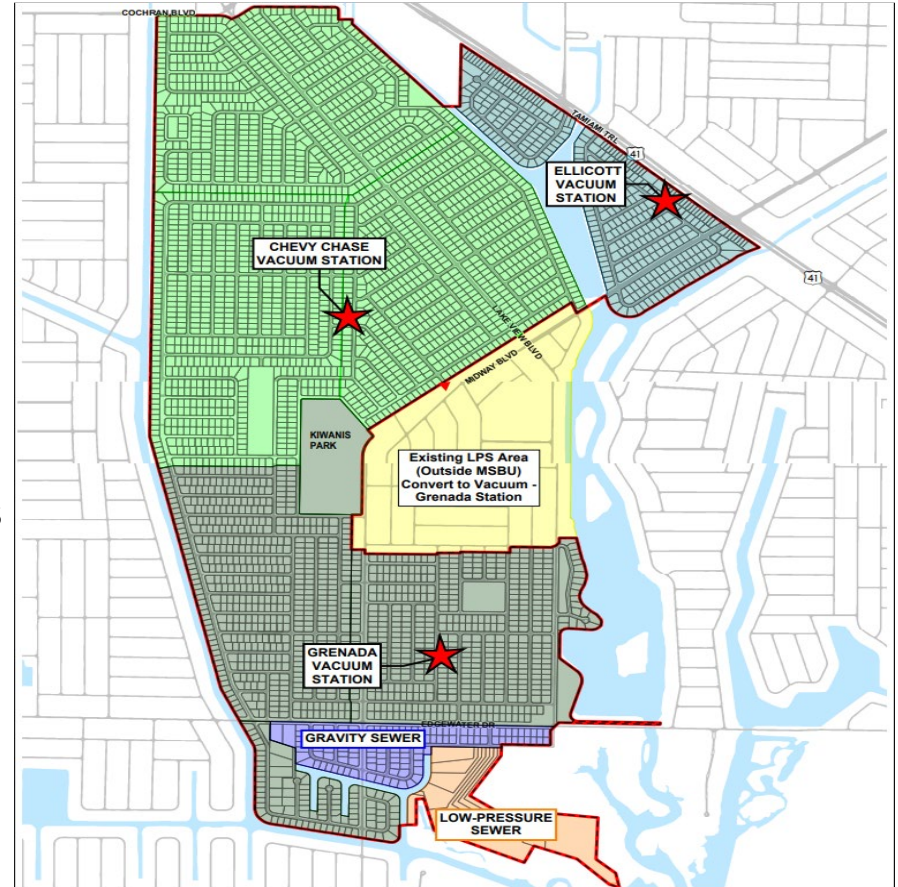 COCHRAN BLVD
TAMIAMI TRL
41
ELLICOTT
VACUUM
STATION
CHEVY CHASE
VACUUM STATION
41
LAKE VIEW BLVD
MIDWAY BLVD
KIWANIS
PARK
Existing LPS Area
(Outside MSBU)
Convert to Vacuum -
Grenada Station
GRENADA
VACUUM
STATION
EDGEWATER DR
GRAVITY SEWER
LOW-PRESSURE
SEWER